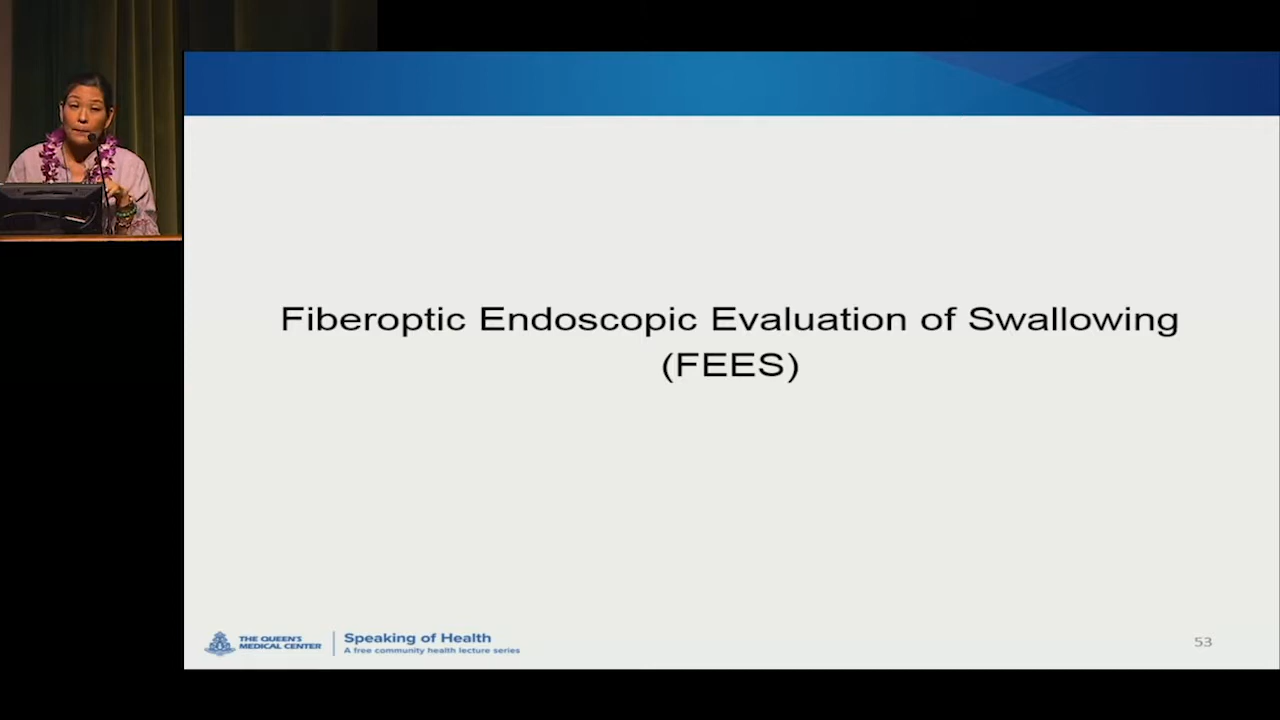 Fiberoptic Endoscopic Evaluation of Swallowing
(FEES)
THE QUEEN'S
MEDICAL CENTER
Speaking of Health
A free community health lecture series
53